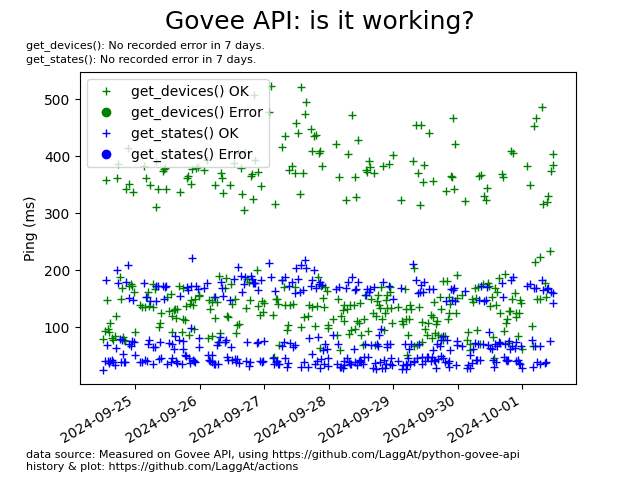 Govee API: is it working?
get_devices(): No recorded error in 7 days.
get_states(): No recorded error in 7 days.
get_devices() OK
get_devices() Error
get_states() OK
get_states() Error
Ping (ms)
500
400
300
200
100
2024-09-25
2024-09-26
2024-09-27
2024-09-28
2024-09-29
2024-09-30
2024-10-01
data source: Measured on Govee API, using https://github.com/LaggAt/python-govee-api
history & plot: https://github.com/LaggAt/actions